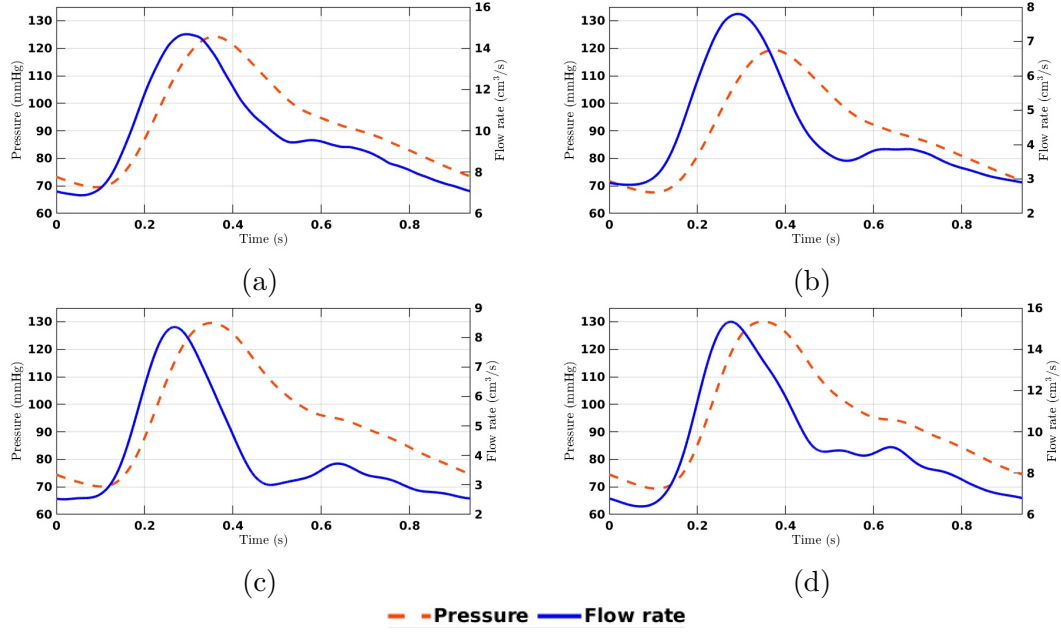 130 120 110 100 90 80 70 60
Pressure (mmHg)
16 14 12 10 8 6
Flow rate (cm³/s)
0 0.2 0.4 0.6 0.8
Time (s)
(a)
130 120 110 100 90 80 70 60
Pressure (mmHg)
8 7 6 5 4 3 2
Flow rate (cm³/s)
0 0.2 0.4 0.6 0.8
Time (s)
(b)
130 120 110 100 90 80 70 60
Pressure (mmHg)
9 8 7 6 5 4 3 2
Flow rate (cm³/s)
0 0.2 0.4 0.6 0.8
Time (s)
(c)
130 120 110 100 90 80 70 60
Pressure (mmHg)
16 14 12 10 8 6
Flow rate (cm³/s)
0 0.2 0.4 0.6 0.8
Time (s)
(d)
Pressure Flow rate